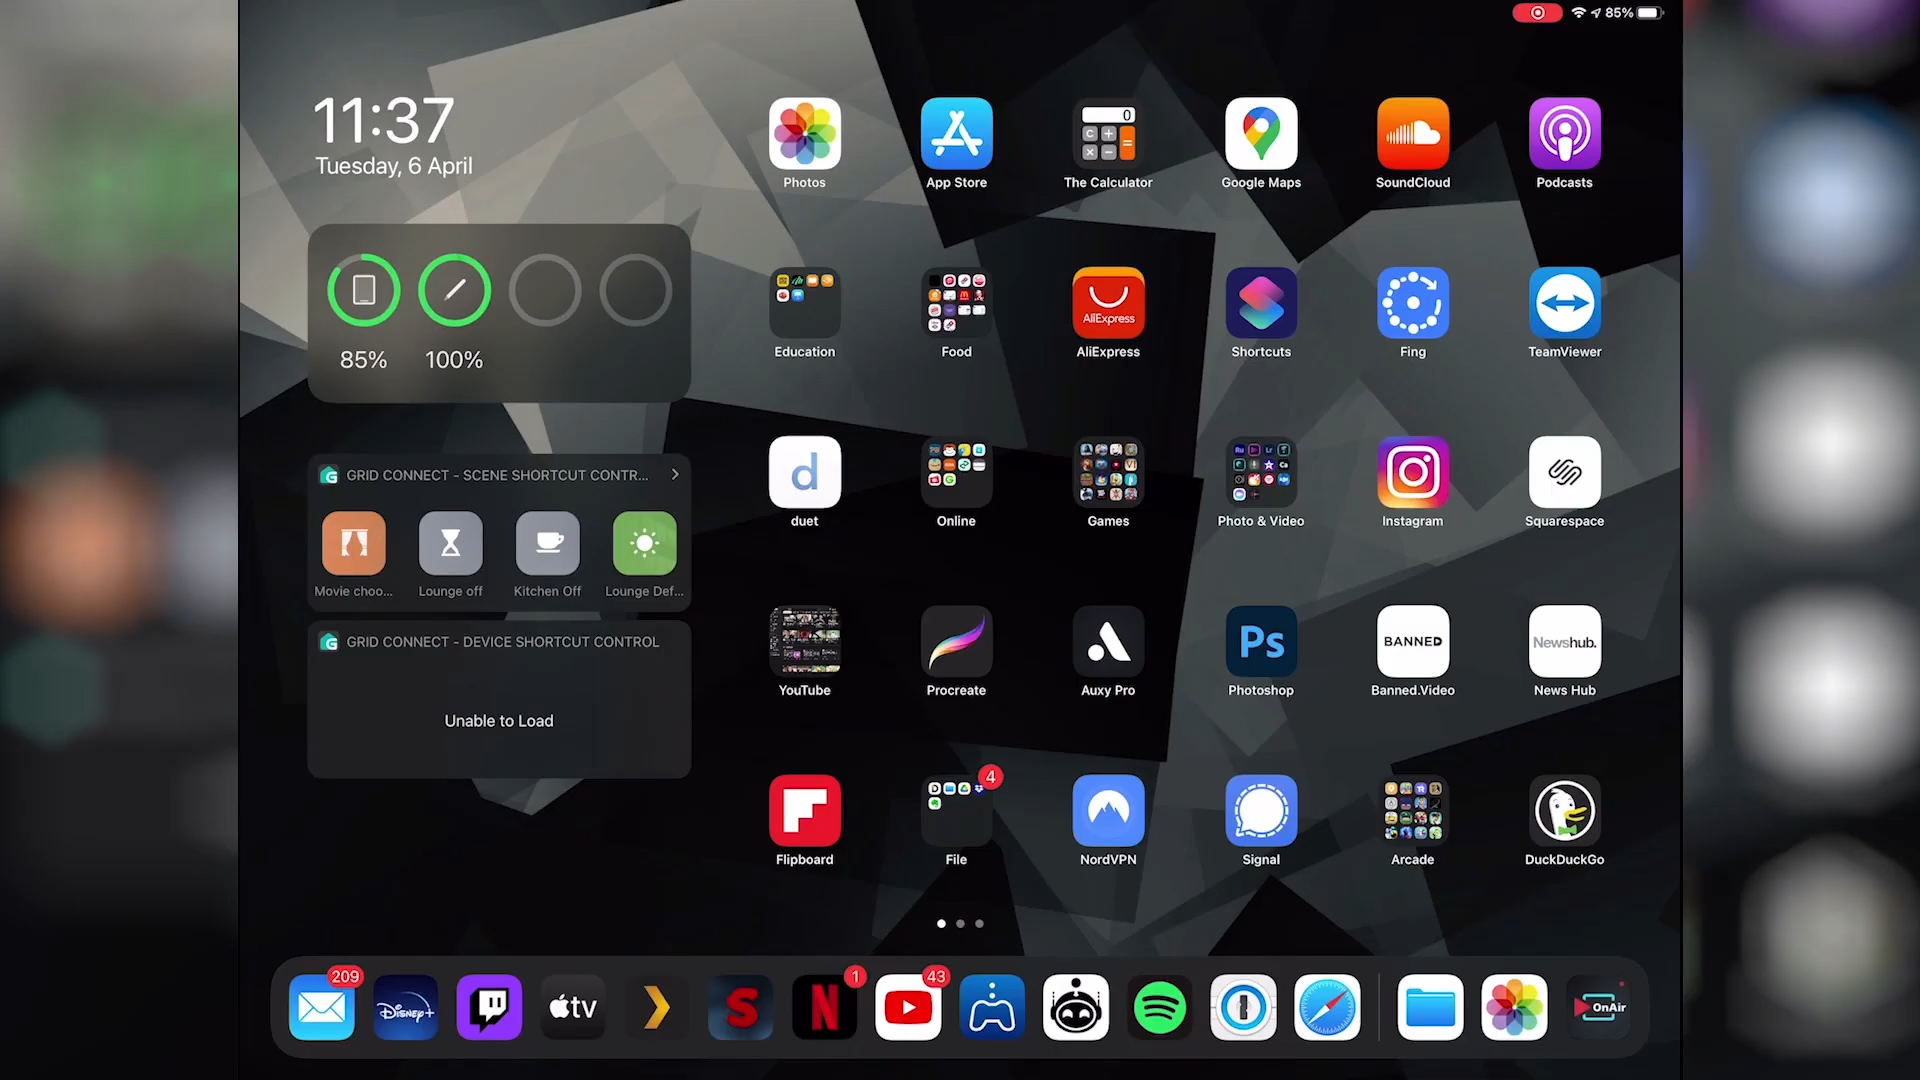 85%
11:37
Tuesday, 6 April
85%
100%
GRID CONNECT - SCENE SHORTCUT CONTR...
Movie choo...
Lounge off
Kitchen Off
Lounge Def...
GRID CONNECT - DEVICE SHORTCUT CONTROL
Unable to Load
0
C
Photos
App Store
The Calculator
Google Maps
SoundCloud
Podcasts
AliExpress
Education
Food
AliExpress
Shortcuts
Fing
TeamViewer
d
duet
Online
Games
Photo & Video
Instagram
Squarespace
Ps
BANNED
Newshub.
YouTube
Procreate
Auxy Pro
Photoshop
Banned.Video
News Hub
4
Flipboard
File
NordVPN
Signal
Arcade
DuckDuckGo
209
1
43
Disney+
tv
S
N
OnAir